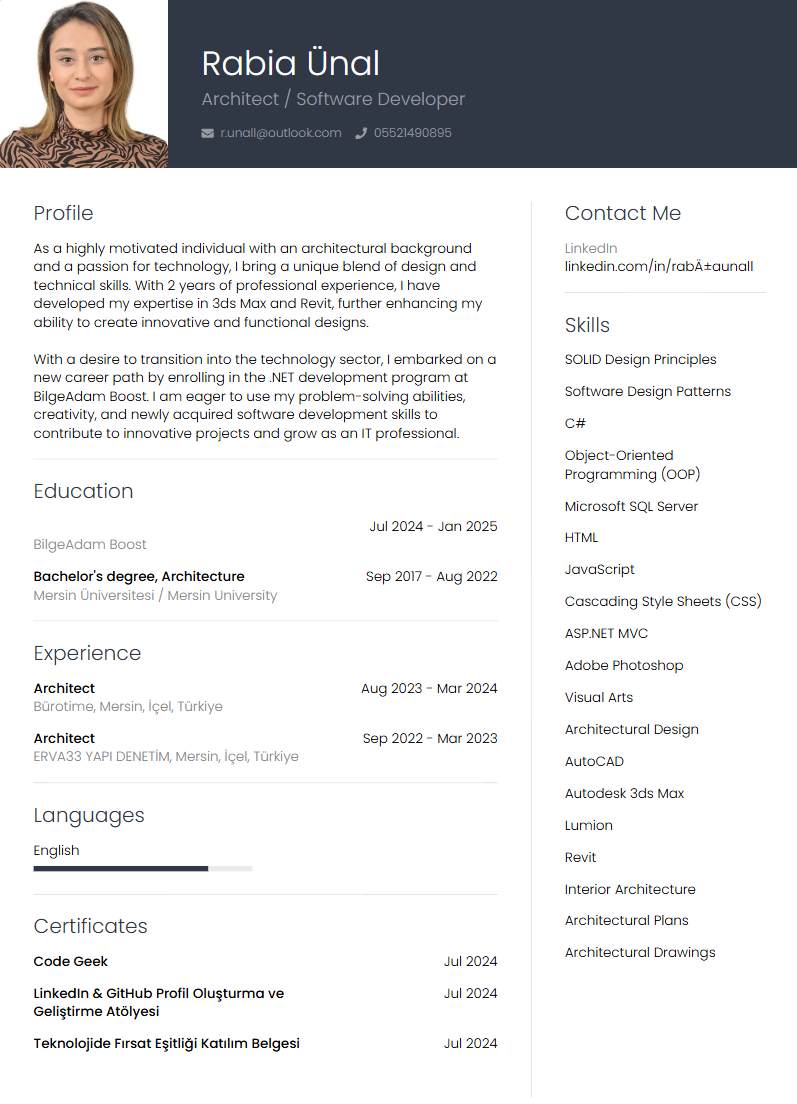 Rabia Ünal
Architect / Software Developer
r.unall@outlook.com 05521490895
Profile
As a highly motivated individual with an architectural background
and a passion for technology, I bring a unique blend of design and
technical skills. With 2 years of professional experience, I have
developed my expertise in 3ds Max and Revit, further enhancing my
ability to create innovative and functional designs.
With a desire to transition into the technology sector, I embarked on a
new career path by enrolling in the .NET development program at
BilgeAdam Boost. I am eager to use my problem-solving abilities,
creativity, and newly acquired software development skills to
contribute to innovative projects and grow as an IT professional.
Education
Jul 2024 - Jan 2025
BilgeAdam Boost
Bachelor's degree, Architecture Sep 2017 - Aug 2022
Mersin Üniversitesi / Mersin University
Experience
Architect Aug 2023 - Mar 2024
Bürotime, Mersin, İçel, Türkiye
Architect Sep 2022 - Mar 2023
ERVA33 YAPI DENETİM, Mersin, İçel, Türkiye
Languages
English
Certificates
Code Geek Jul 2024
LinkedIn & GitHub Profil Oluşturma ve Jul 2024
Geliştirme Atölyesi
Teknolojide Fırsat Eşitliği Katılım Belgesi Jul 2024
Contact Me
LinkedIn
linkedin.com/in/rabÄ±aunall
Skills
SOLID Design Principles
Software Design Patterns
C#
Object-Oriented
Programming (OOP)
Microsoft SQL Server
HTML
JavaScript
Cascading Style Sheets (CSS)
ASP.NET MVC
Adobe Photoshop
Visual Arts
Architectural Design
AutoCAD
Autodesk 3ds Max
Lumion
Revit
Interior Architecture
Architectural Plans
Architectural Drawings